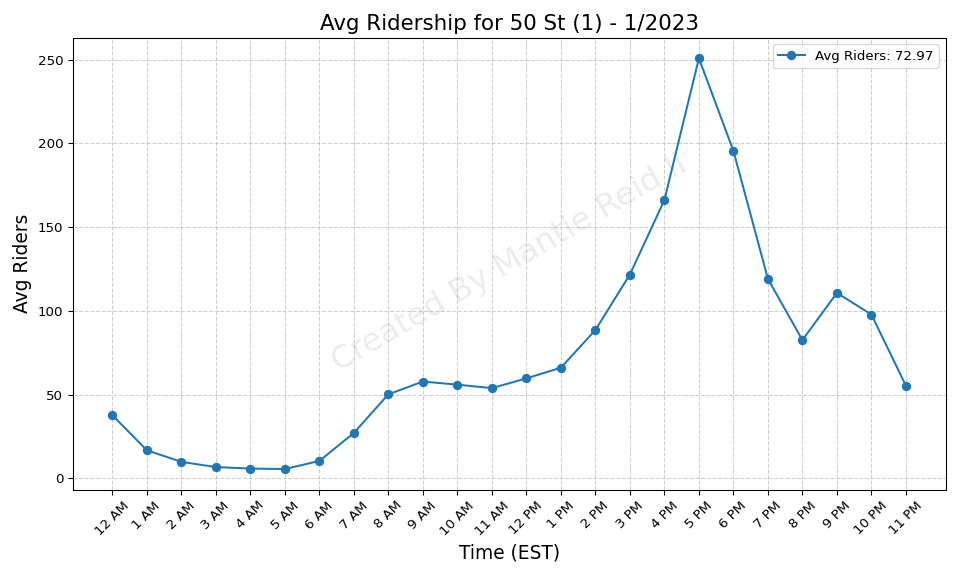 Avg Ridership for 50 St (1) - 1/2023
Avg Riders: 72.97
250
200
150
100
50
0
Avg Riders
Created By Mantie Reid II
12 AM
1 AM
2 AM
3 AM
4 AM
5 AM
6 AM
7 AM
8 AM
9 AM
10 AM
11 AM
12 PM
1 PM
2 PM
3 PM
4 PM
5 PM
6 PM
7 PM
8 PM
9 PM
10 PM
11 PM
Time (EST)